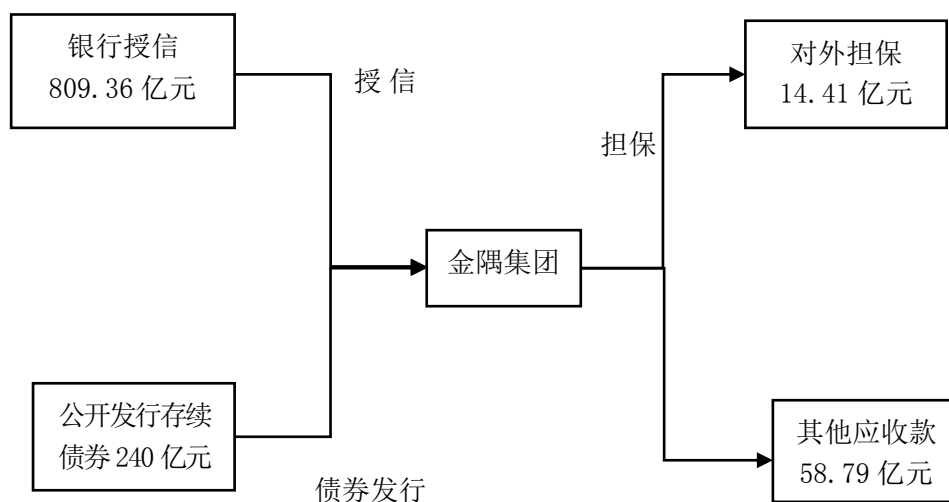 银行授信
809.36 亿元
授 信
对外担保
14.41 亿元
担保
金隅集团
公开发行存续
债券 240 亿元
债券发行
其他应收款
58.79 亿元